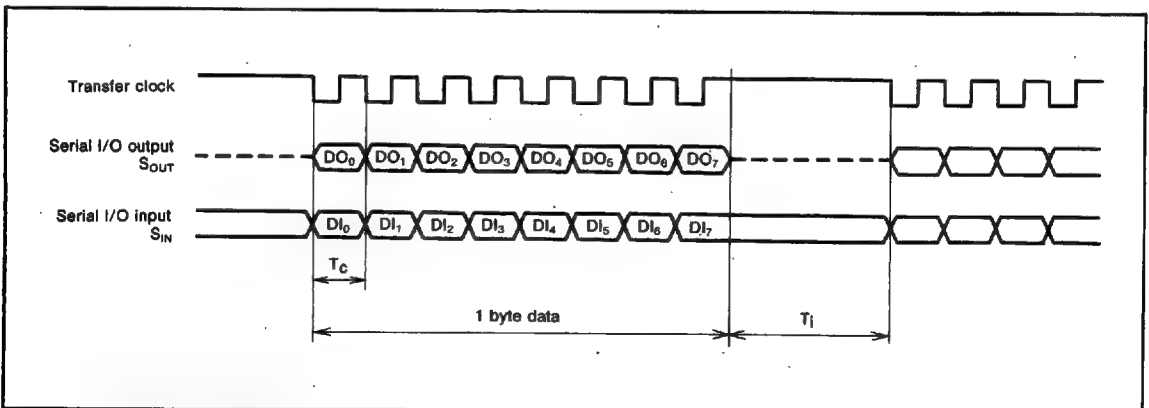 Transfer clock
Serial I/O output
SOUT
DO0 DO1 DO2 DO3 DO4 DO5 DO6 DO7
Serial I/O input
SIN
DI0 DI1 DI2 DI3 DI4 DI5 DI6 DI7
TC
1 byte data
Ti